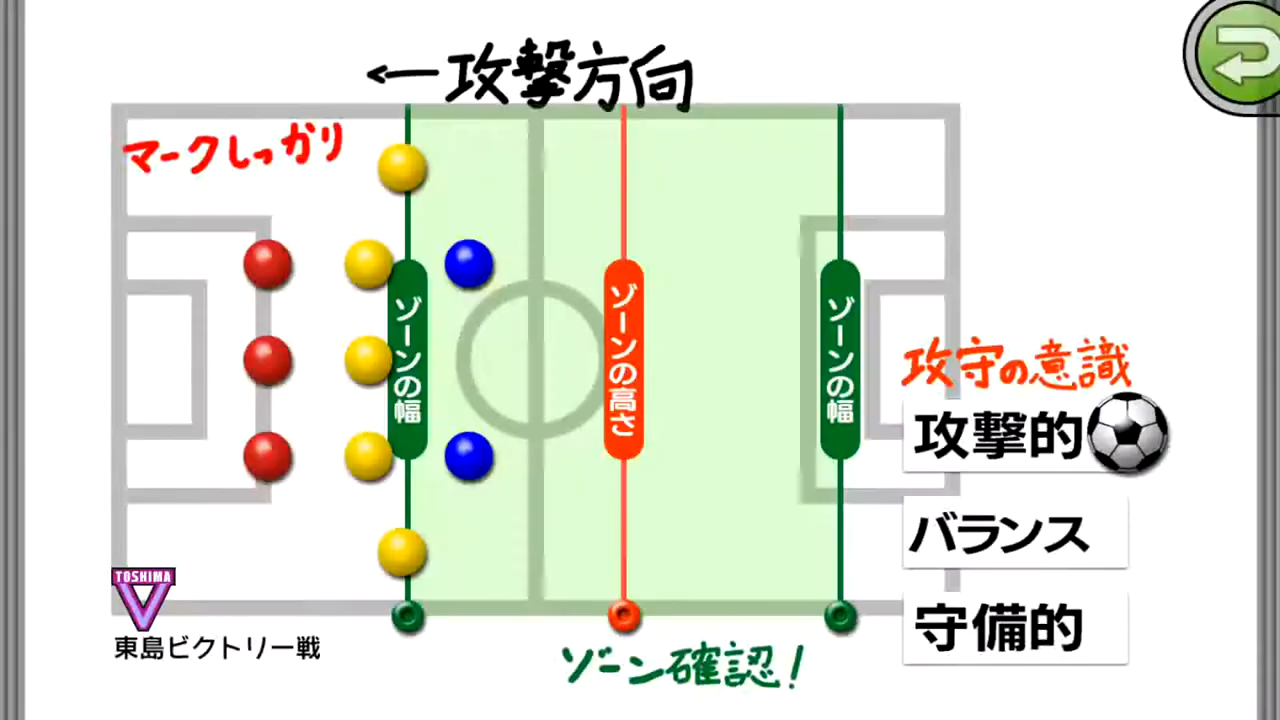 ←攻撃方向
マークしっかり
ゾーンの幅
ゾーンの高さ
ゾーンの幅
攻守の意識
攻撃的
バランス
守備的
TOSHIMA
東島ビクトリー戦
ゾーン確認!